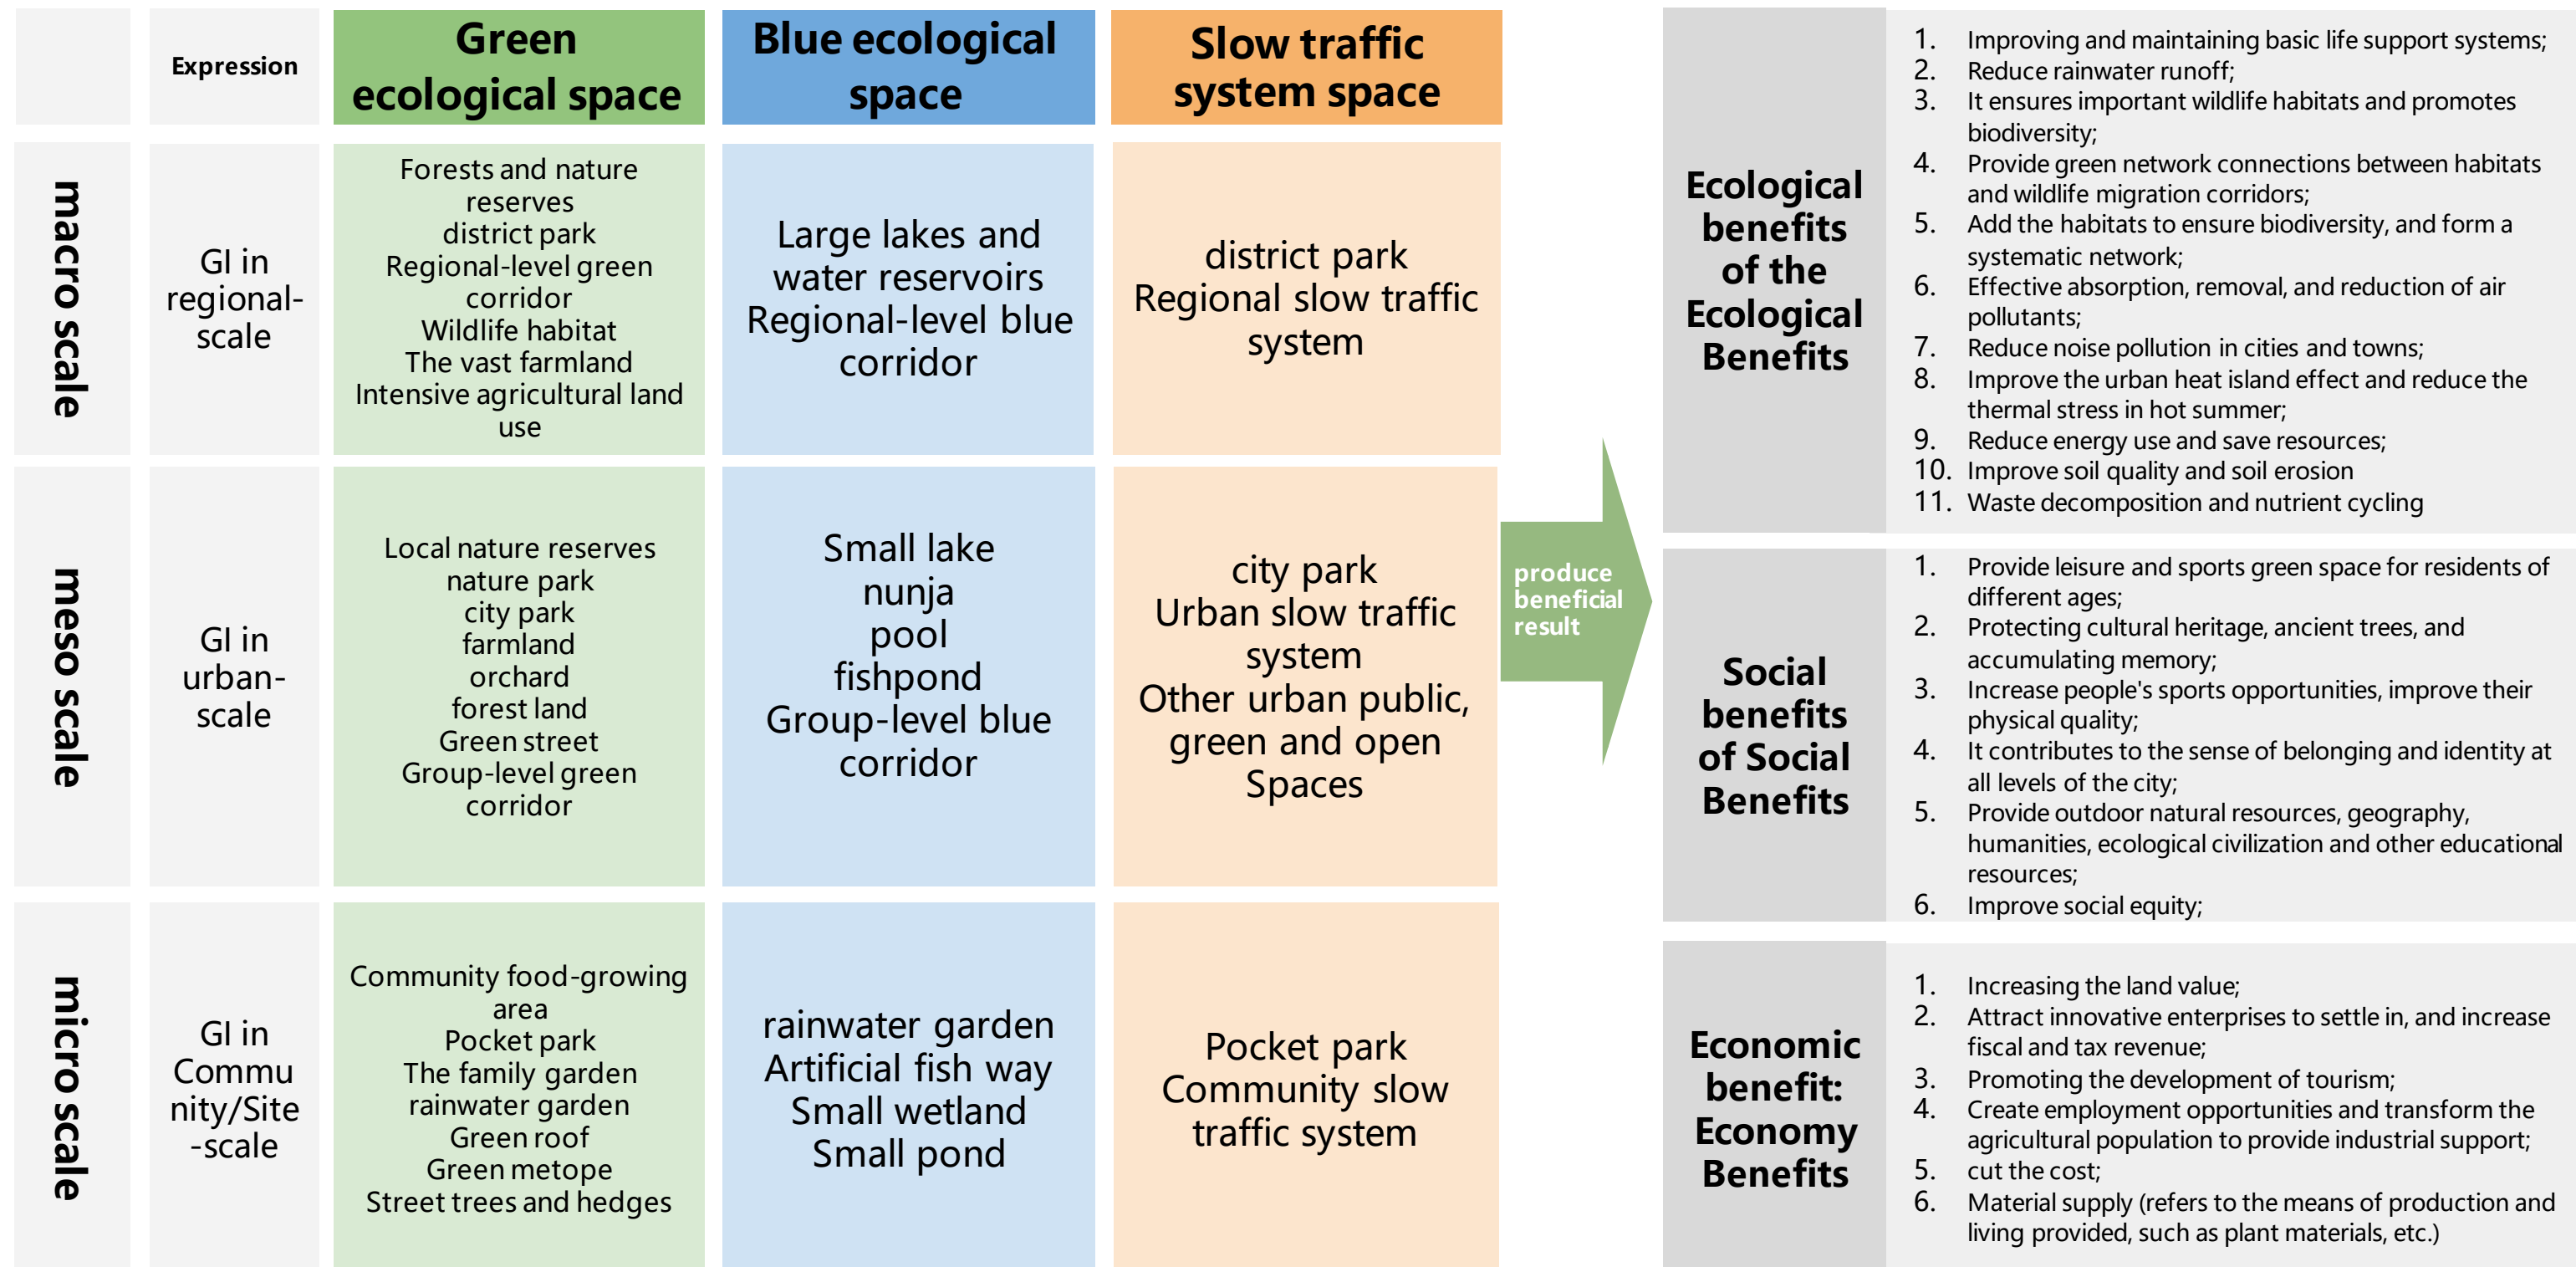 Expression
Green
ecological space
Blue ecological
space
Slow traffic
system space
macro scale
GI in
regional-
scale
Forests and nature
reserves
district park
Regional-level green
corridor
Wildlife habitat
The vast farmland
Intensive agricultural land
use
Large lakes and
water reservoirs
Regional-level blue
corridor
district park
Regional slow traffic
system
meso scale
GI in
urban-
scale
Local nature reserves
nature park
city park
farmland
orchard
forest land
Green street
Group-level green
corridor
Small lake
nunja
pool
fishpond
Group-level blue
corridor
city park
Urban slow traffic
system
Other urban public,
green and open
Spaces
micro scale
GI in
Commu
nity/Site
-scale
Community food-growing
area
Pocket park
The family garden
rainwater garden
Green roof
Green metope
Street trees and hedges
rainwater garden
Artificial fish way
Small wetland
Small pond
Pocket park
Community slow
traffic system
produce
beneficial
result
Ecological
benefits
of the
Ecological
Benefits
1. Improving and maintaining basic life support systems;
2. Reduce rainwater runoff;
3. It ensures important wildlife habitats and promotes
biodiversity;
4. Provide green network connections between habitats
and wildlife migration corridors;
5. Add the habitats to ensure biodiversity, and form a
systematic network;
6. Effective absorption, removal, and reduction of air
pollutants;
7. Reduce noise pollution in cities and towns;
8. Improve the urban heat island effect and reduce the
thermal stress in hot summer;
9. Reduce energy use and save resources;
10. Improve soil quality and soil erosion
11. Waste decomposition and nutrient cycling
Social
benefits
of Social
Benefits
1. Provide leisure and sports green space for residents of
different ages;
2. Protecting cultural heritage, ancient trees, and
accumulating memory;
3. Increase people's sports opportunities, improve their
physical quality;
4. It contributes to the sense of belonging and identity at
all levels of the city;
5. Provide outdoor natural resources, geography,
humanities, ecological civilization and other educational
resources;
6. Improve social equity;
Economic
benefit:
Economy
Benefits
1. Increasing the land value;
2. Attract innovative enterprises to settle in, and increase
fiscal and tax revenue;
3. Promoting the development of tourism;
4. Create employment opportunities and transform the
agricultural population to provide industrial support;
5. cut the cost;
6. Material supply (refers to the means of production and
living provided, such as plant materials, etc.)